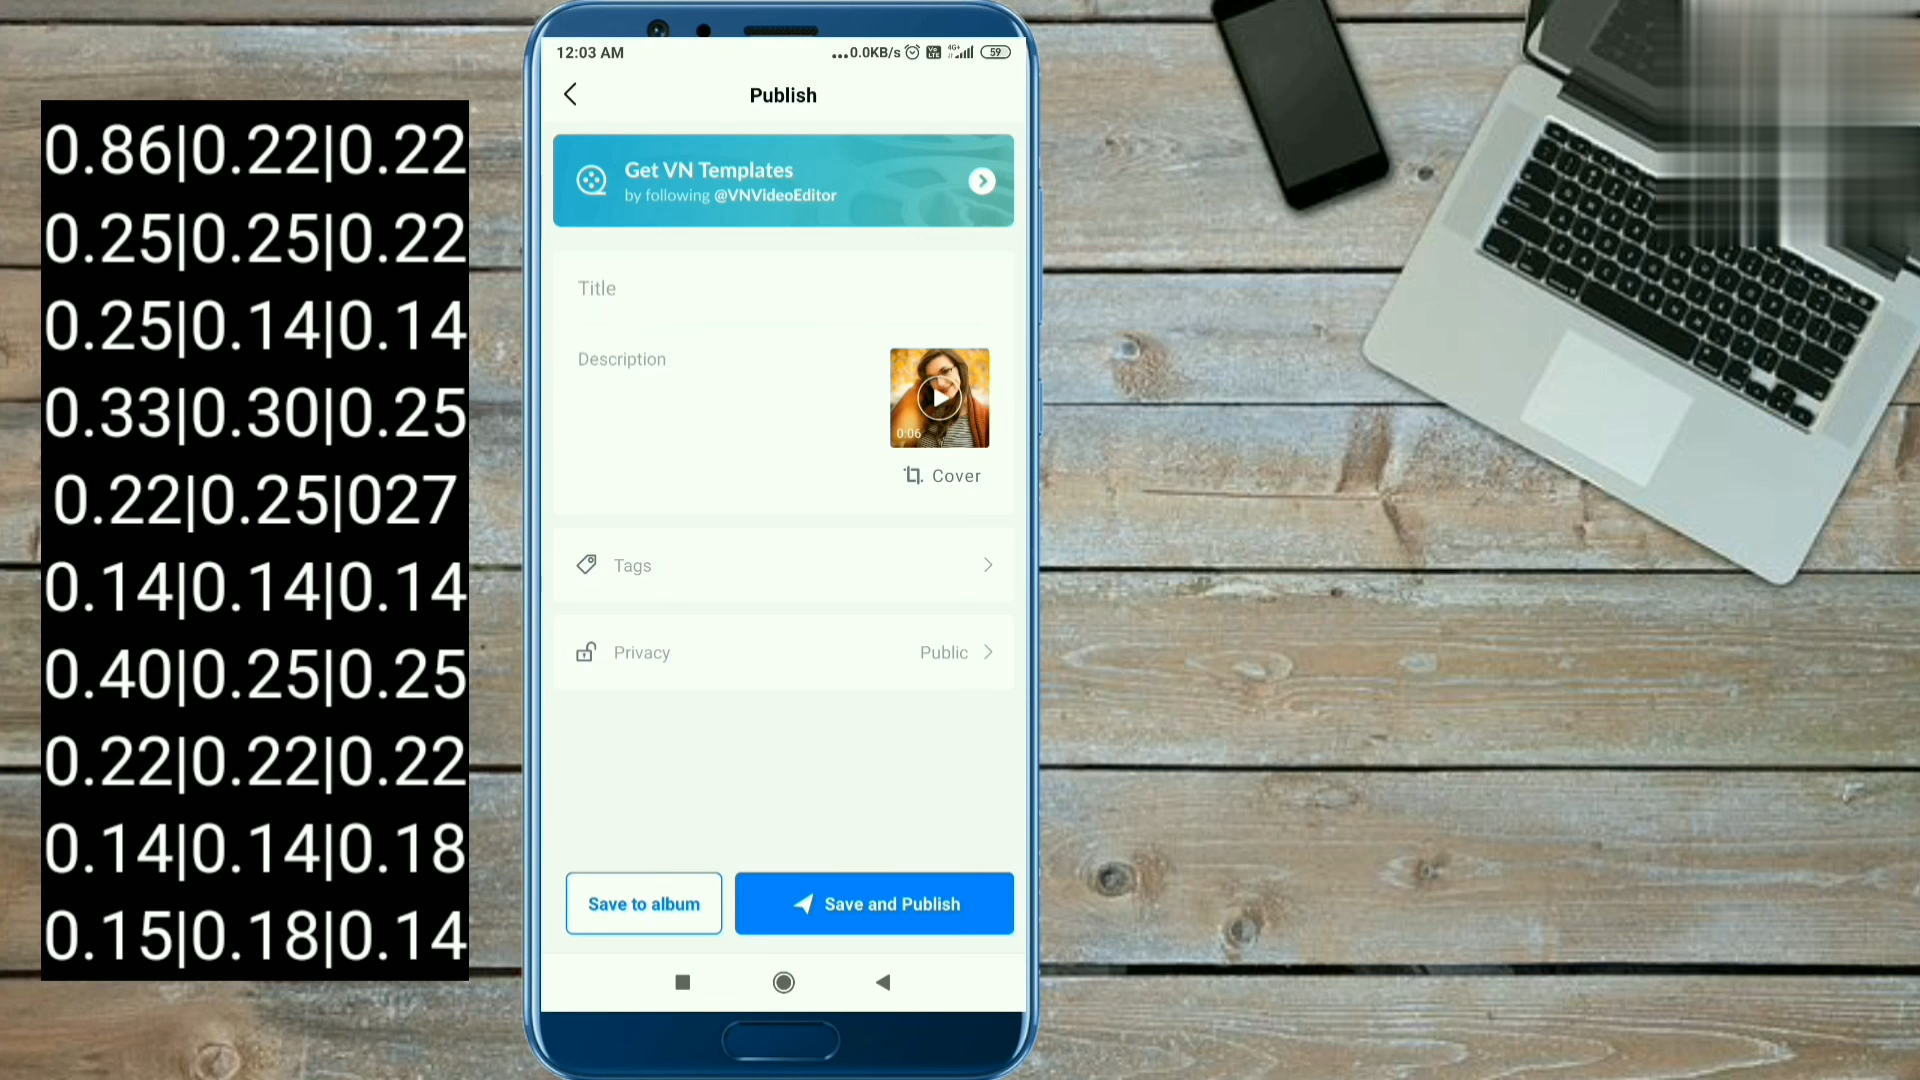 0.86|0.22|0.22
0.25|0.25|0.22
0.25|0.14|0.14
0.33|0.30|0.25
0.22|0.25|027
0.14|0.14|0.14
0.40|0.25|0.25
0.22|0.22|0.22
0.14|0.14|0.18
0.15|0.18|0.14
12:03 AM
...0.0KB/s 4G+ 59
Publish
Get VN Templates
by following @VNVideoEditor
Title
Description
0:06
Cover
Tags
Privacy Public
Save to album
Save and Publish